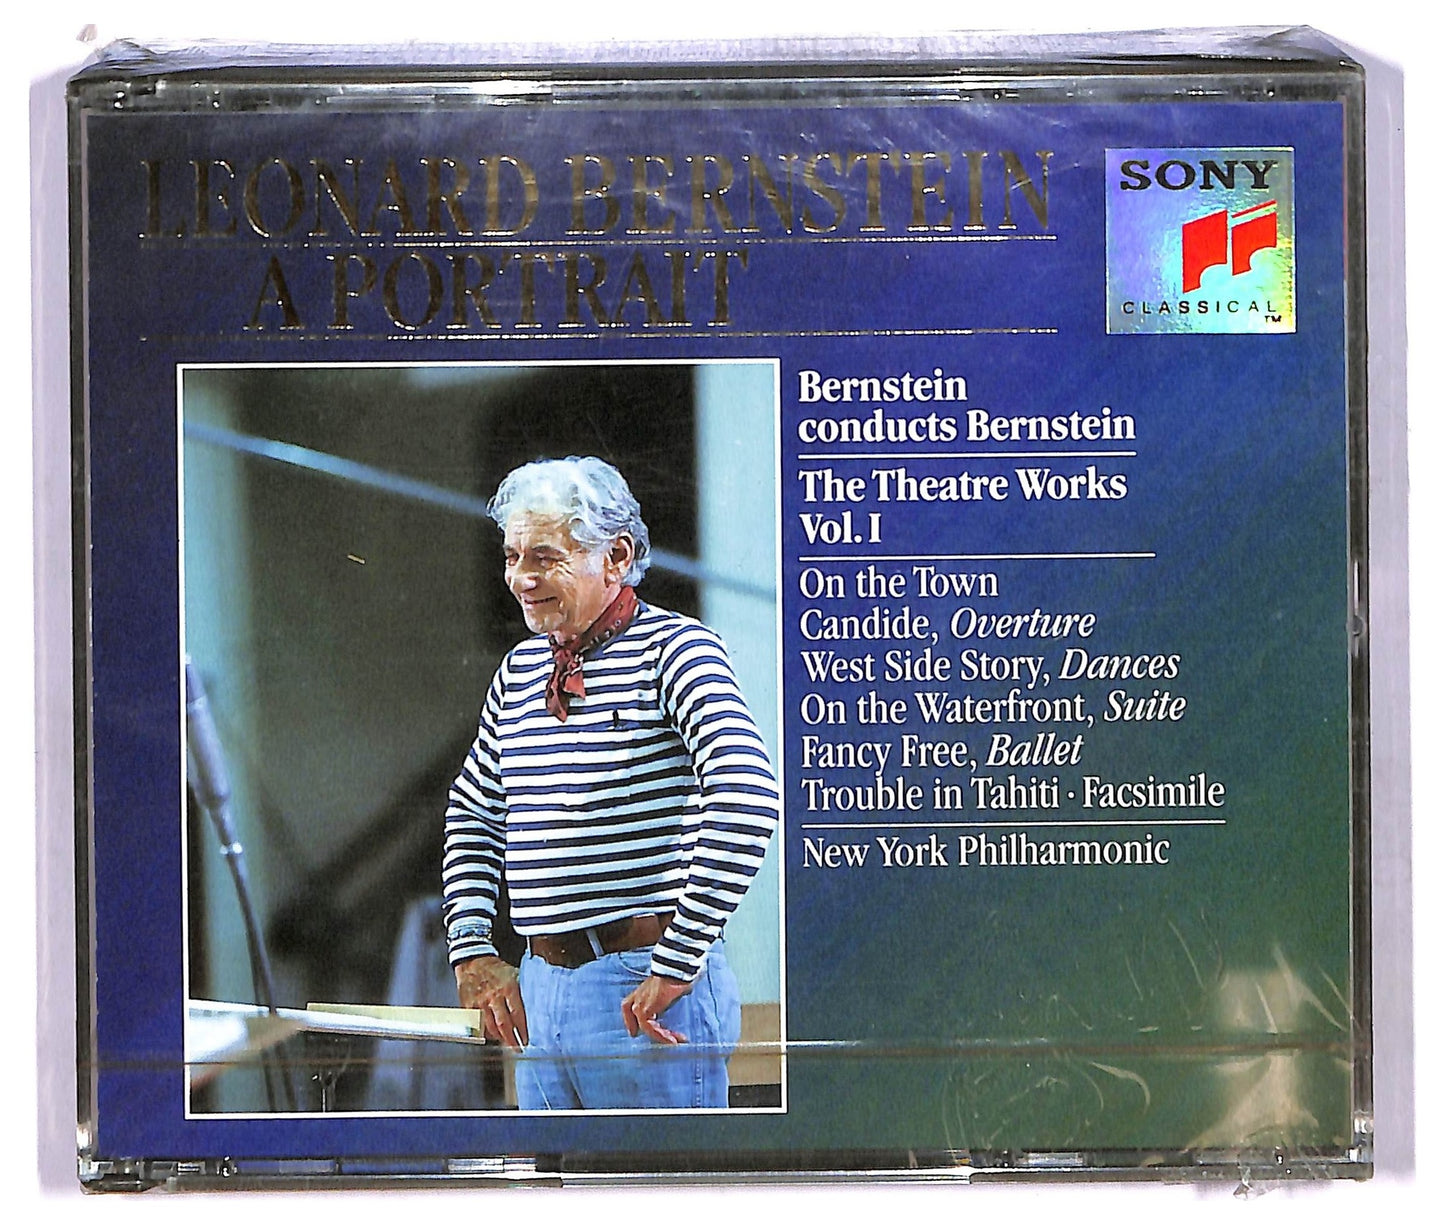 LEONARD BERNSTEIN
A PORTRAIT
SONY
CLASSICAL
TM
Bernstein
conducts Bernstein
The Theatre Works
Vol. I
On the Town
Candide, Overture
West Side Story, Dances
On the Waterfront, Suite
Fancy Free, Ballet
Trouble in Tahiti · Facsimile
New York Philharmonic